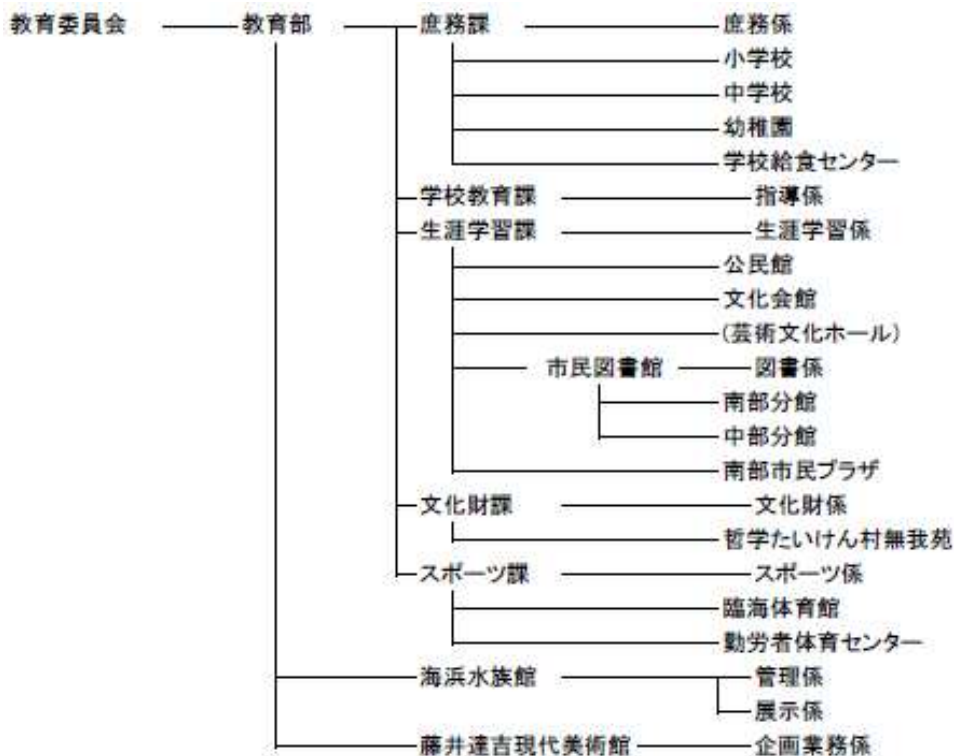 教育委員会 教育部 庶務課 庶務係
小学校
中学校
幼稚園
学校給食センター
学校教育課 指導係
生涯学習課 生涯学習係
公民館
文化会館
(芸術文化ホール)
市民図書館 図書係
南部分館
中部分館
南部市民プラザ
文化財課 文化財係
哲学たいけん村無我苑
スポーツ課 スポーツ係
臨海体育館
勤労者体育センター
海浜水族館 管理係
展示係
藤井達吉現代美術館 企画業務係